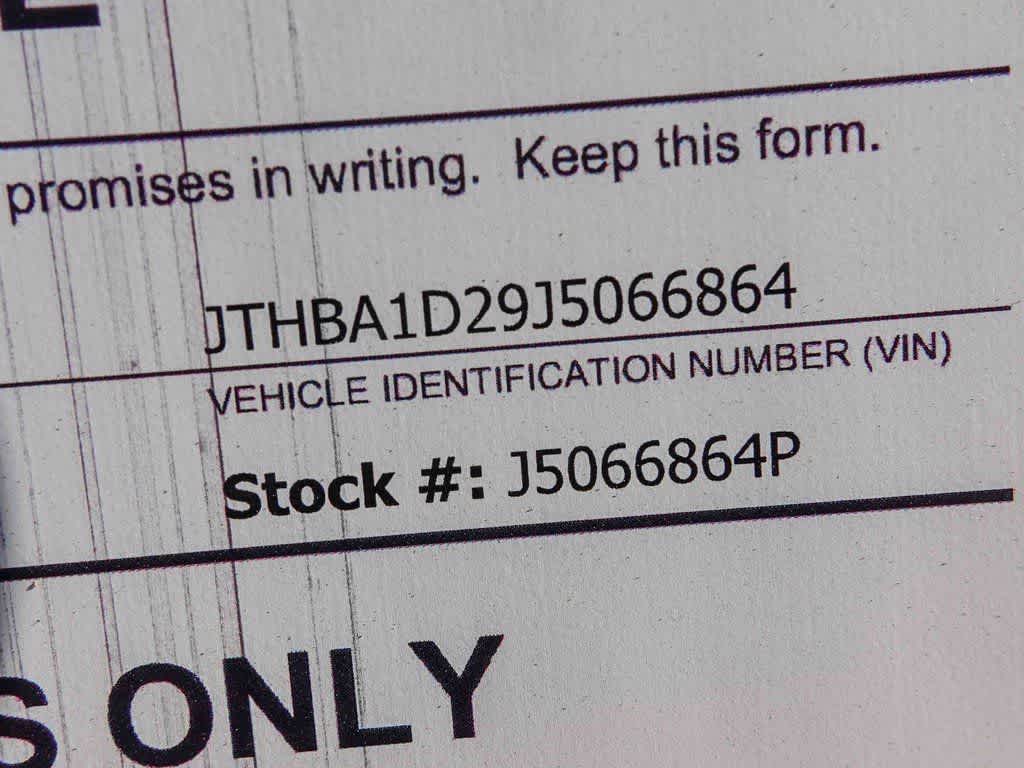 promises in writing. Keep this form.
JTHBA1D29J5066864
VEHICLE IDENTIFICATION NUMBER (VIN)
Stock #: J5066864P
S ONLY